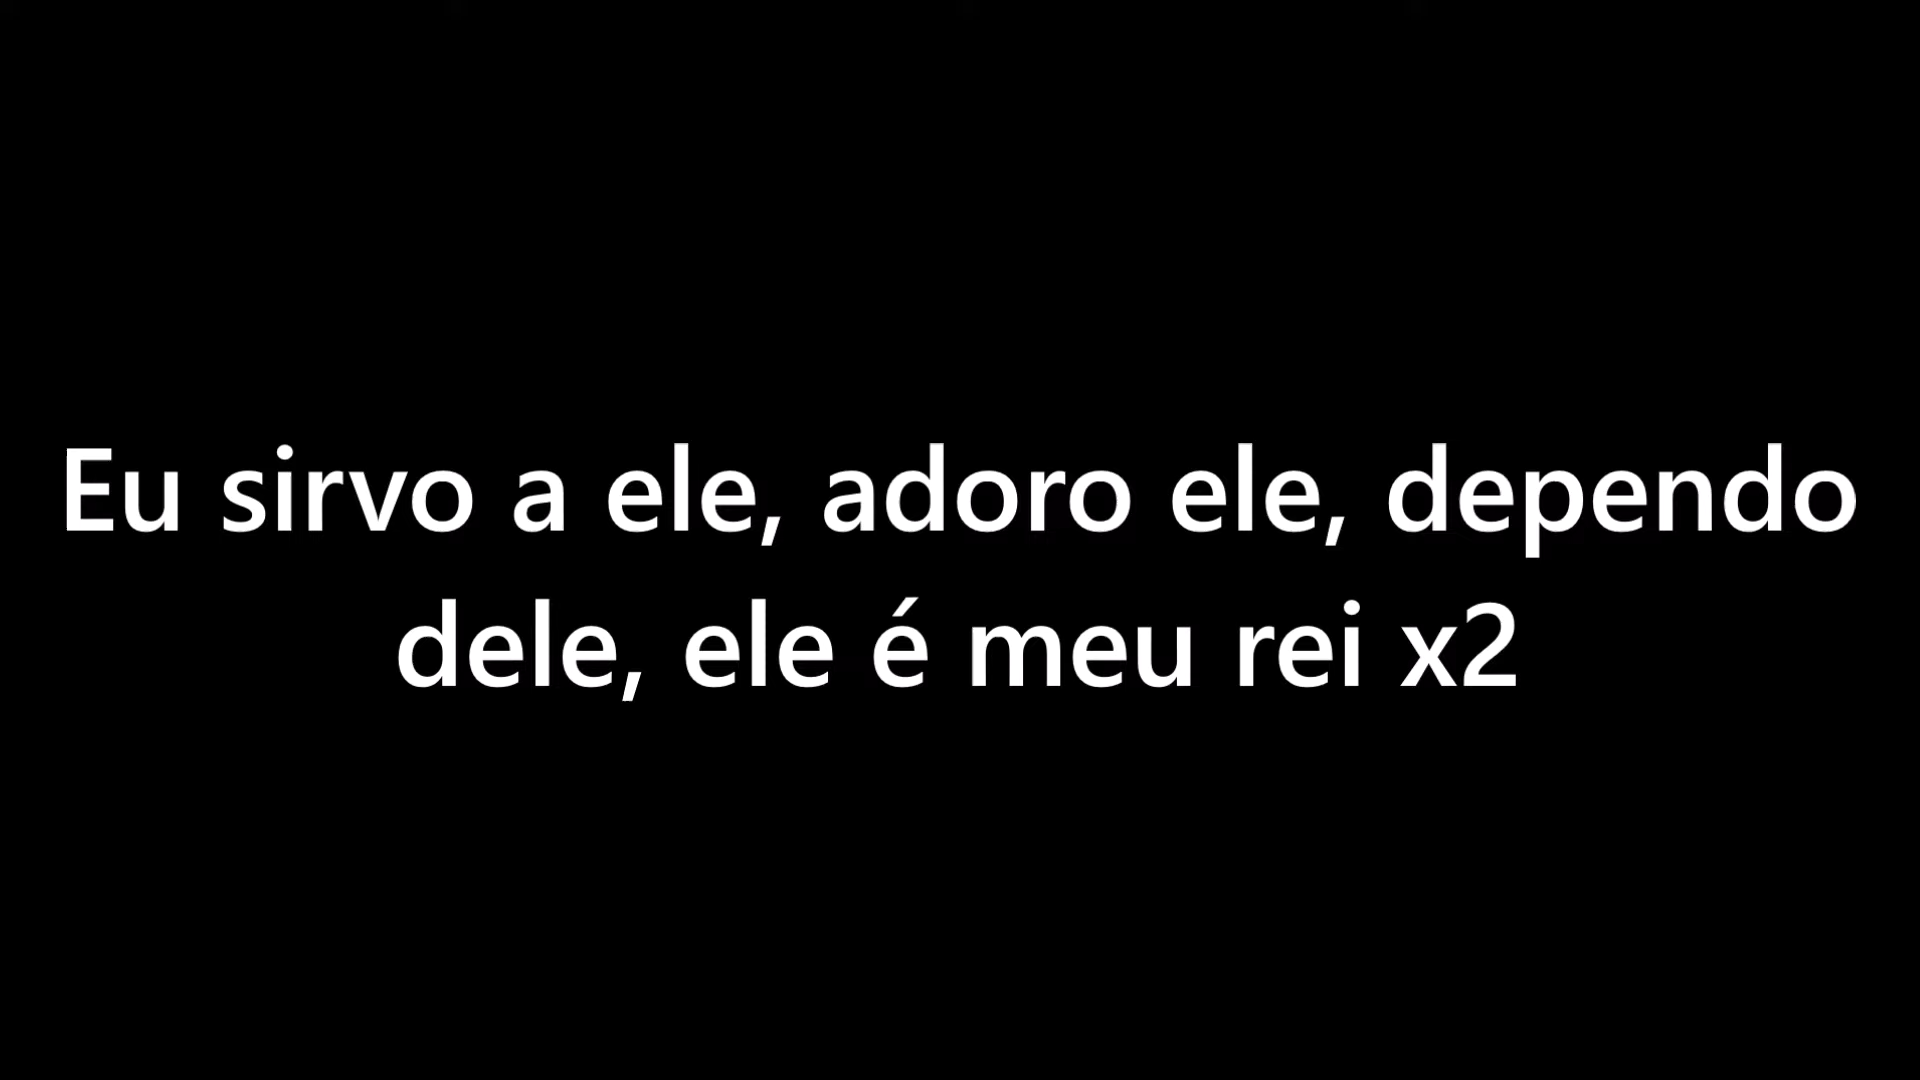 Eu sirvo a ele, adoro ele, dependo
dele, ele é meu rei x2